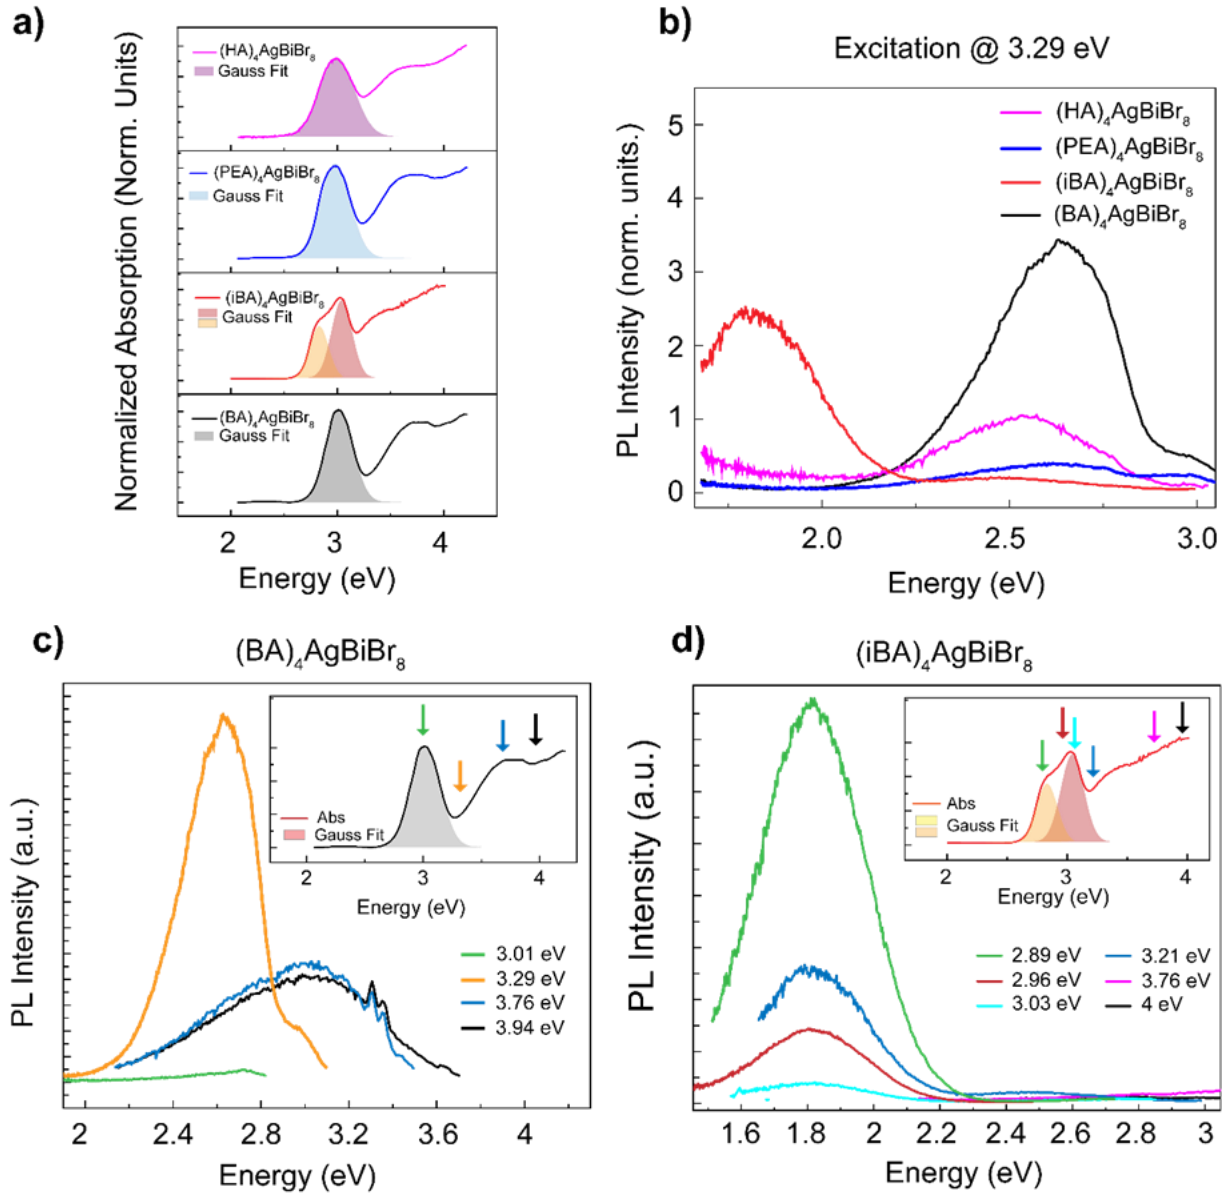 a)
Normalized Absorption (Norm. Units)
(HA)₄AgBiBr₈
Gauss Fit
(PEA)₄AgBiBr₈
Gauss Fit
(iBA)₄AgBiBr₈
Gauss Fit
(BA)₄AgBiBr₈
Gauss Fit
2 3 4
Energy (eV)
b)
Excitation @ 3.29 eV
PL Intensity (norm. units.)
5
4
3
2
1
0
(HA)₄AgBiBr₈
(PEA)₄AgBiBr₈
(iBA)₄AgBiBr₈
(BA)₄AgBiBr₈
2.0 2.5 3.0
Energy (eV)
c)
(BA)₄AgBiBr₈
PL Intensity (a.u.)
Abs
Gauss Fit
2 3 4
Energy (eV)
3.01 eV
3.29 eV
3.76 eV
3.94 eV
2 2.4 2.8 3.2 3.6 4
Energy (eV)
d)
(iBA)₄AgBiBr₈
PL Intensity (a.u.)
Abs
Gauss Fit
2 3 4
Energy (eV)
2.89 eV 3.21 eV
2.96 eV 3.76 eV
3.03 eV 4 eV
1.6 1.8 2 2.2 2.4 2.6 2.8 3
Energy (eV)